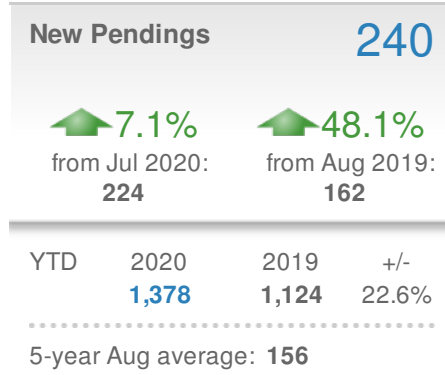 New Pendings 240
7.1% 48.1%
from Jul 2020: from Aug 2019:
224 162
YTD 2020 2019 +/-
1,378 1,124 22.6%
5-year Aug average: 156